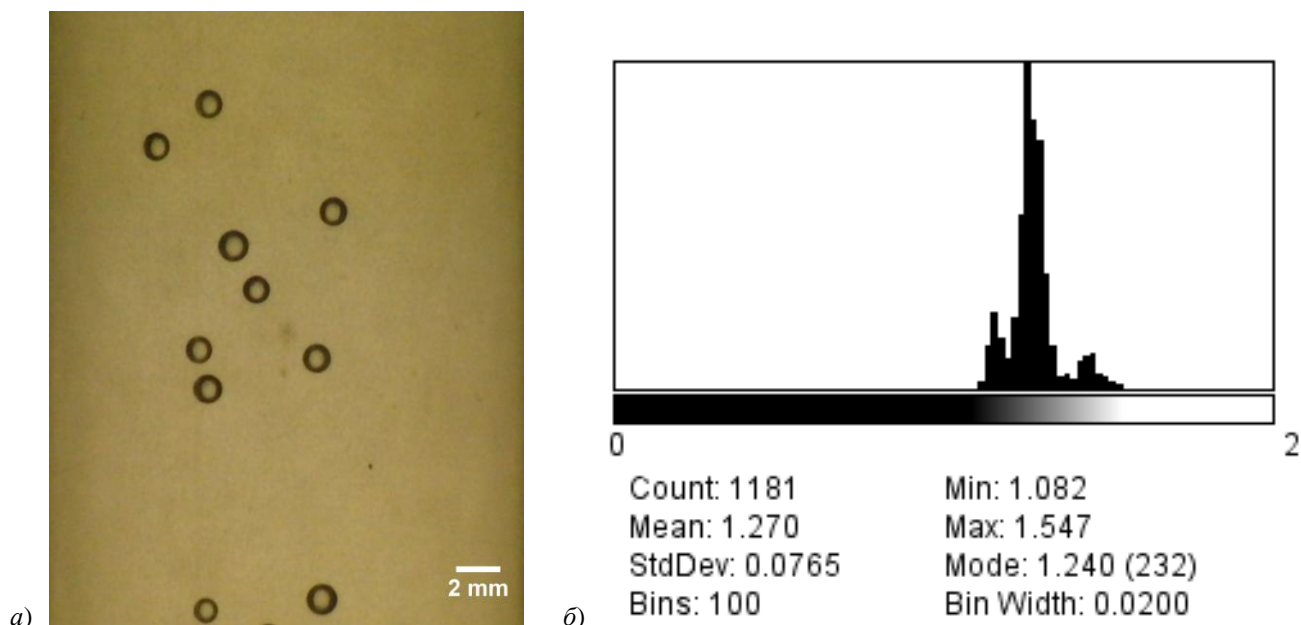 2 mm
а)
0 2
Count: 1181 Min: 1.082
Mean: 1.270 Max: 1.547
StdDev: 0.0765 Mode: 1.240 (232)
Bins: 100 Bin Width: 0.0200
б)